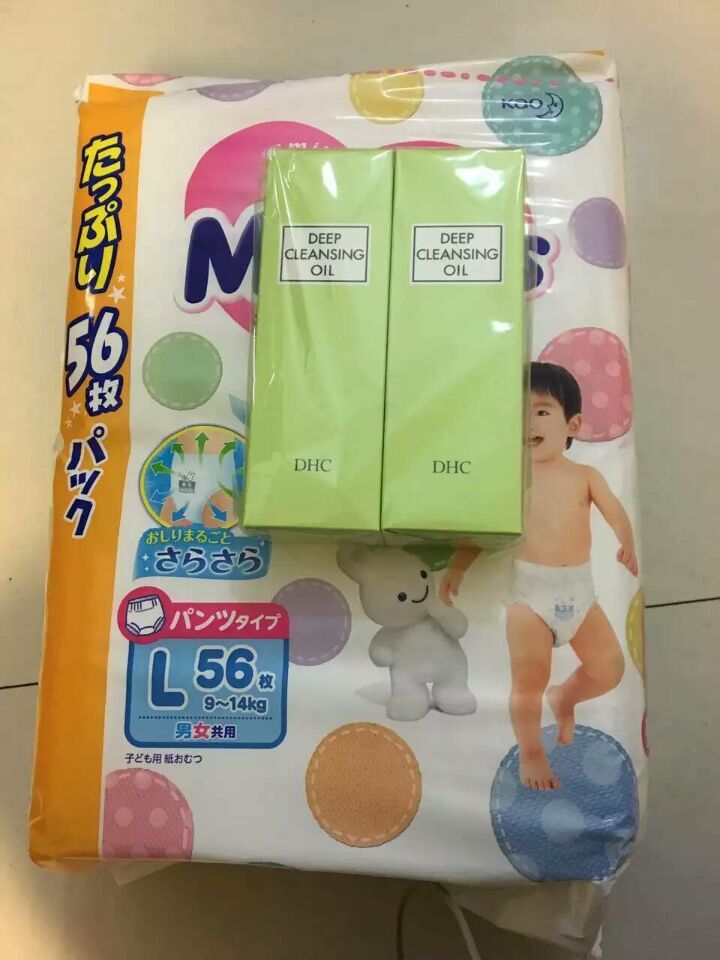 Kao
たっぷり56枚パック
M
s
DEEP
CLEANSING
OIL
DHC
DEEP
CLEANSING
OIL
DHC
おしりまるごと
さらさら
パンツタイプ
L 56枚
9~14kg
男女共用
子ども用 紙おむつ